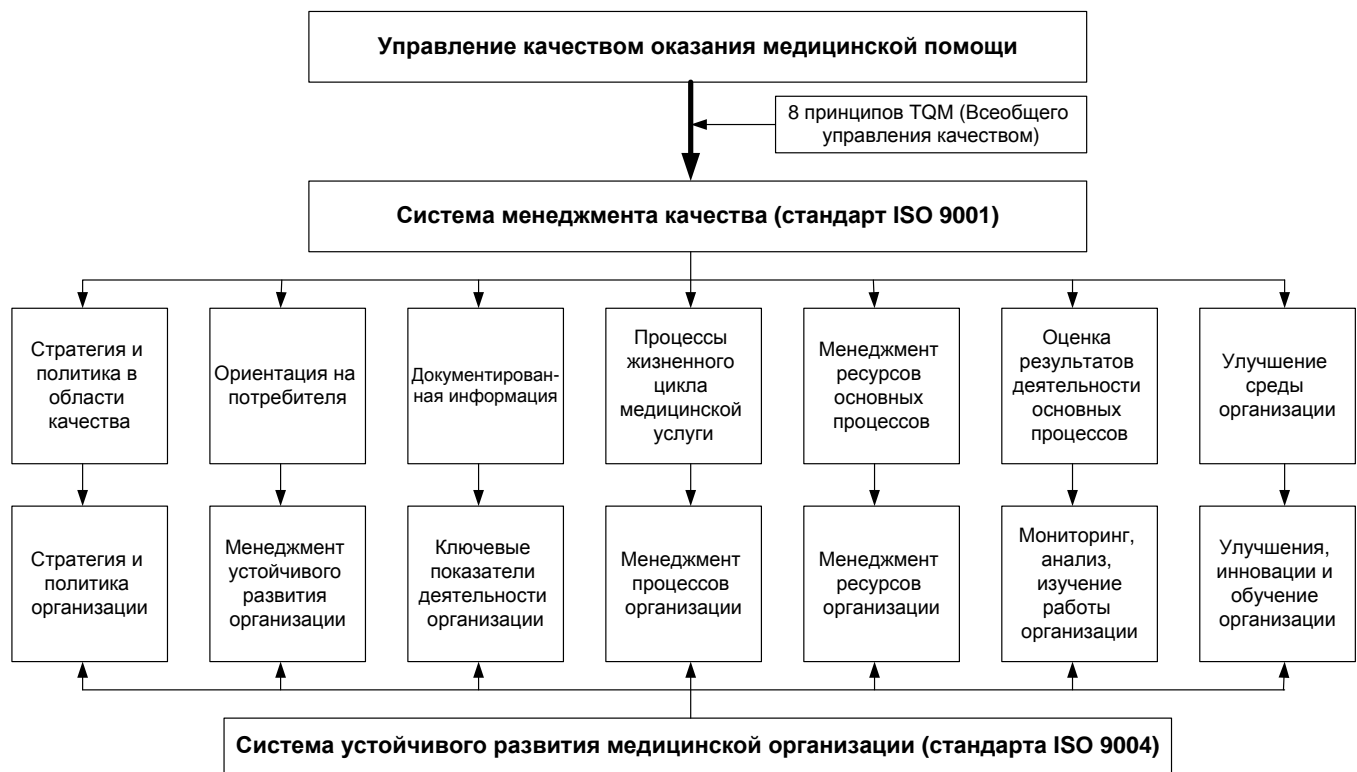 Управление качеством оказания медицинской помощи
8 принципов TQM (Всеобщего
управления качеством)
Система менеджмента качества (стандарт ISO 9001)
Стратегия и
политика в
области
качества
Ориентация на
потребителя
Документирован-
ная информация
Процессы
жизненного
цикла
медицинской
услуги
Менеджмент
ресурсов
основных
процессов
Оценка
результатов
деятельности
основных
процессов
Улучшение
среды
организации
Стратегия и
политика
организации
Менеджмент
устойчивого
развития
организации
Ключевые
показатели
деятельности
организации
Менеджмент
процессов
организации
Менеджмент
ресурсов
организации
Мониторинг,
анализ,
изучение
работы
организации
Улучшения,
инновации и
обучение
организации
Система устойчивого развития медицинской организации (стандарта ISO 9004)